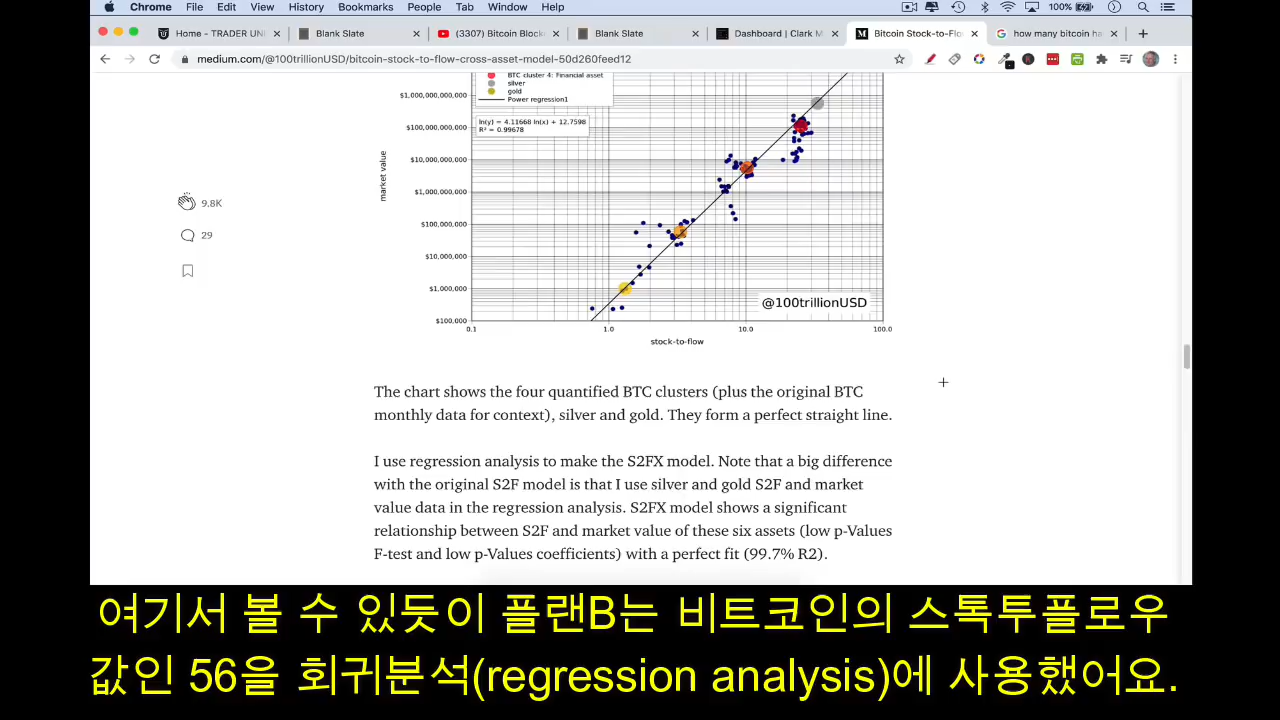 Chrome File Edit View History Bookmarks People Tab Window Help 100%
Home - TRADER UNI
Blank Slate
(3307) Bitcoin Block
Blank Slate
Dashboard | Clark M
Bitcoin Stock-to-Flo
how many bitcoin ha
medium.com/@100trillionUSD/bitcoin-stock-to-flow-cross-asset-model-50d260feed12
BTC cluster 4: Financial asset
silver
gold
Power regression1
ln(y) = 4.11668 ln(x) + 12.7598
R² = 0.99678
market value
$1,000,000,000,000
$100,000,000,000
$10,000,000,000
$1,000,000,000
$100,000,000
$10,000,000
$1,000,000
$100,000
0.1 1.0 10.0 100.0
stock-to-flow
@100trillionUSD
9.8K
29
The chart shows the four quantified BTC clusters (plus the original BTC
monthly data for context), silver and gold. They form a perfect straight line.
I use regression analysis to make the S2FX model. Note that a big difference
with the original S2F model is that I use silver and gold S2F and market
value data in the regression analysis. S2FX model shows a significant
relationship between S2F and market value of these six assets (low p-Values
F-test and low p-Values coefficients) with a perfect fit (99.7% R2).
여기서 볼 수 있듯이 플랜B는 비트코인의 스톡투플로우
값인 56을 회귀분석(regression analysis)에 사용했어요.